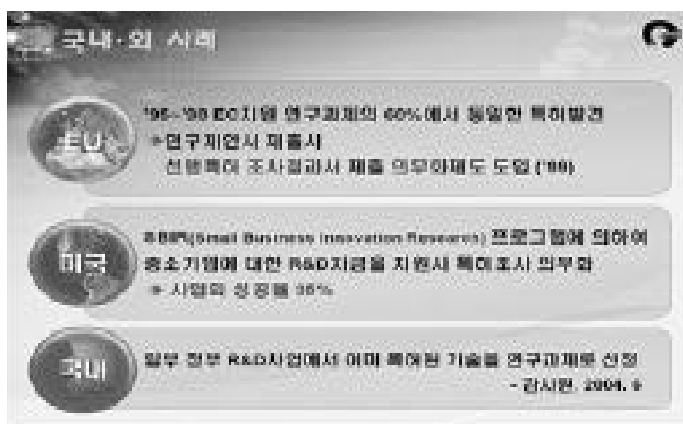 국내·외 사례
EU
'95~'98 EC지원 연구과제의 60%에서 동일한 특허발견
연구제안서 제출시
선행특허 조사결과서 제출 의무화제도 도입 ('99)
미국
SBIR(Small Business Innovation Research) 프로그램에 의하여
중소기업에 대한 R&D자금을 지원시 특허조사 의무화
사업의 성공률
국내
일부 정부 R&D사업에서 이미 특허된 기술을 연구과제로 선정
- 감사원, 2004.